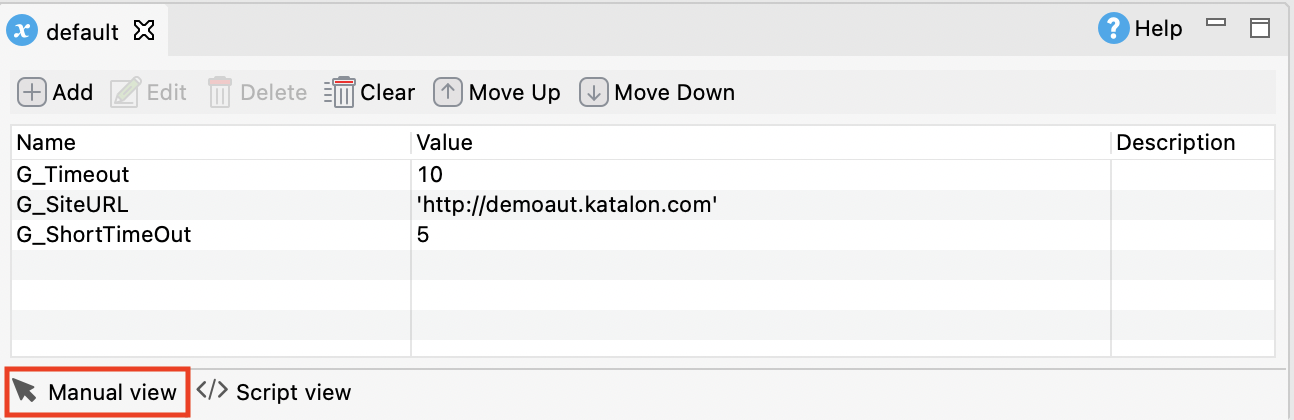 default Help
Add Edit Delete Clear Move Up Move Down
Name Value Description
G_Timeout 10
G_SiteURL 'http://demoaut.katalon.com'
G_ShortTimeOut 5
Manual view </> Script view